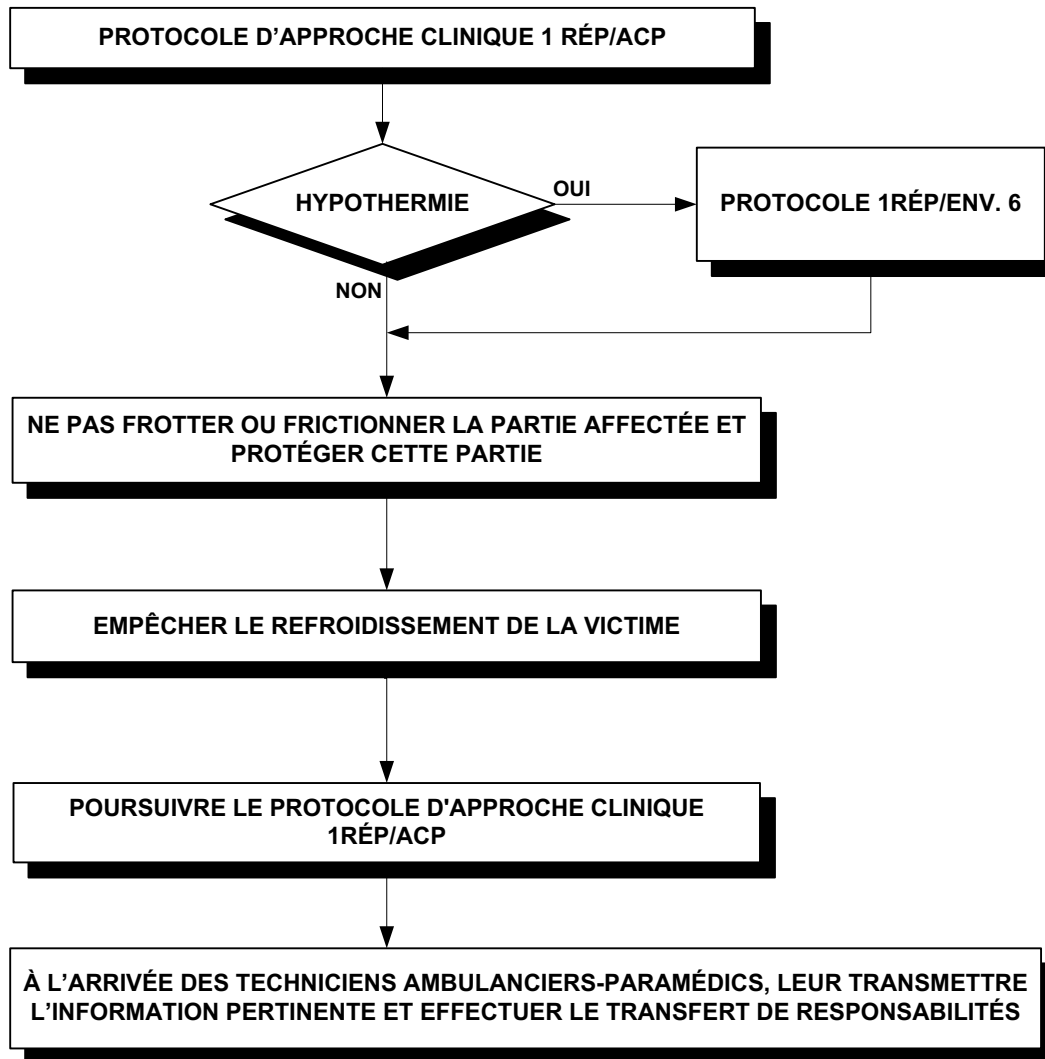 PROTOCOLE D’APPROCHE CLINIQUE 1 RÉP/ACP
HYPOTHERMIE
OUI
PROTOCOLE 1RÉP/ENV. 6
NON
NE PAS FROTTER OU FRICTIONNER LA PARTIE AFFECTÉE ET
PROTÉGER CETTE PARTIE
EMPÊCHER LE REFROIDISSEMENT DE LA VICTIME
POURSUIVRE LE PROTOCOLE D'APPROCHE CLINIQUE
1RÉP/ACP
À L’ARRIVÉE DES TECHNICIENS AMBULANCIERS-PARAMÉDICS, LEUR TRANSMETTRE
L’INFORMATION PERTINENTE ET EFFECTUER LE TRANSFERT DE RESPONSABILITÉS